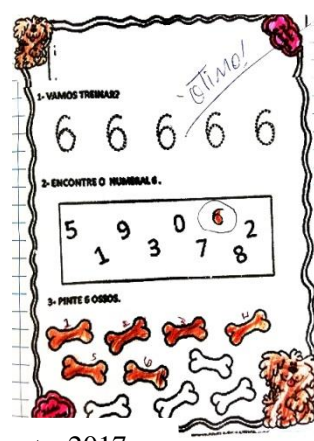 ÓTIMO!
1- VAMOS TREINAR?
6 6 6 6 6
2- ENCONTRE O NUMERAL 6.
5 9 0 6 2
1 3 7 8
3- PINTE 6 OSSOS.
1 2 3 4
5 6
2017